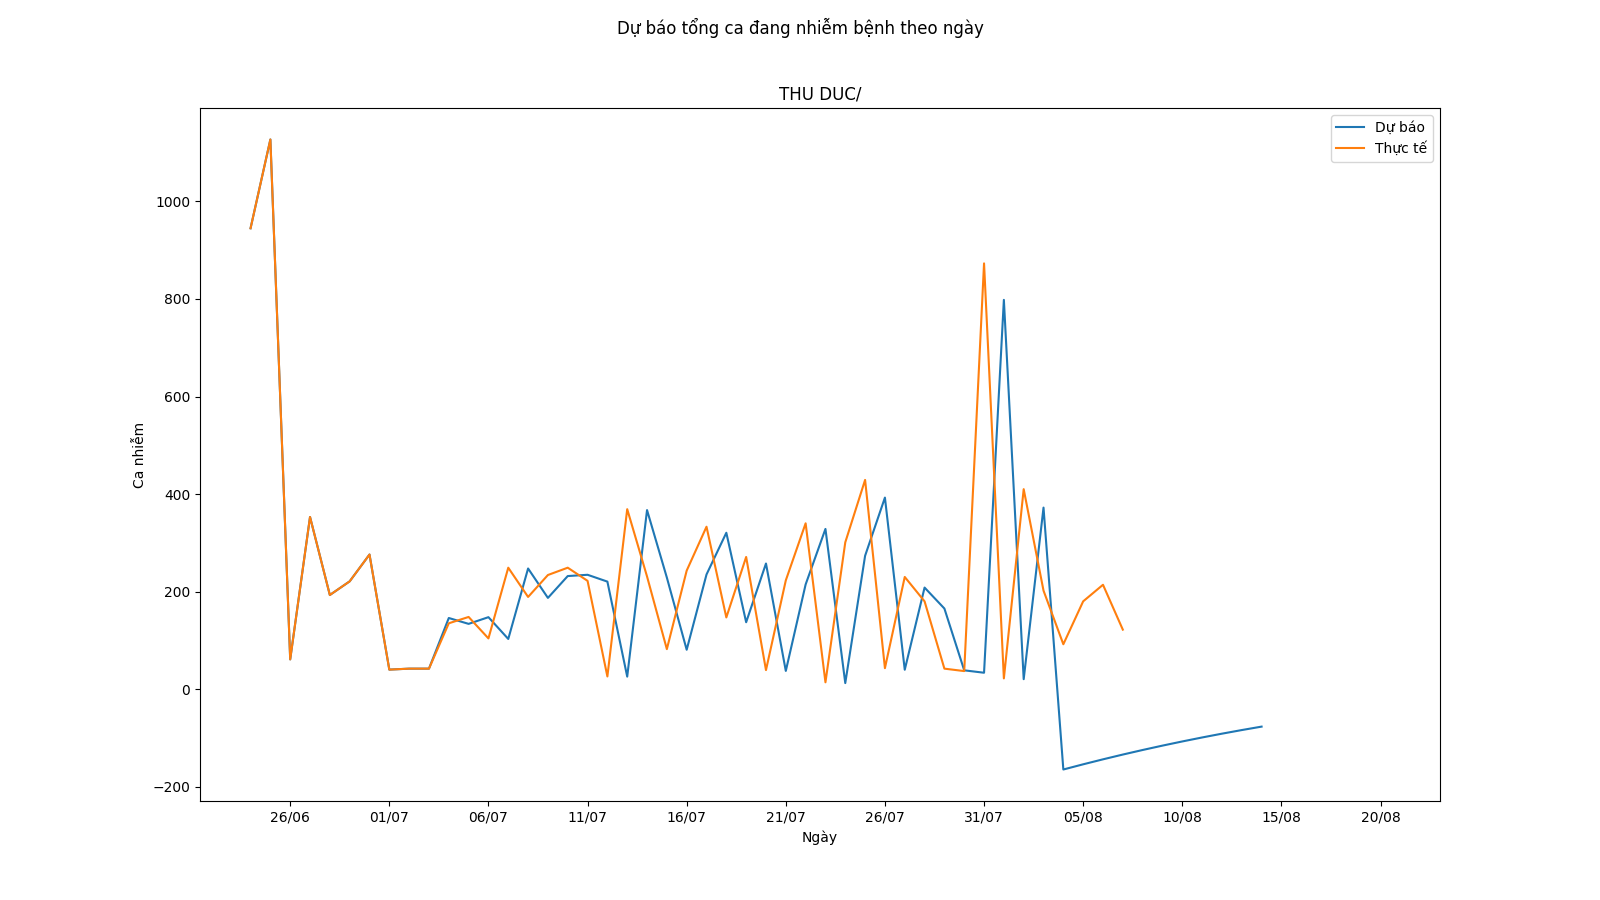 Dự báo tổng ca đang nhiễm bệnh theo ngày
THU DUC/
Dự báo
Thực tế
1000
800
600
400
200
0
−200
Ca nhiễm
26/06 01/07 06/07 11/07 16/07 21/07 26/07 31/07 05/08 10/08 15/08 20/08
Ngày